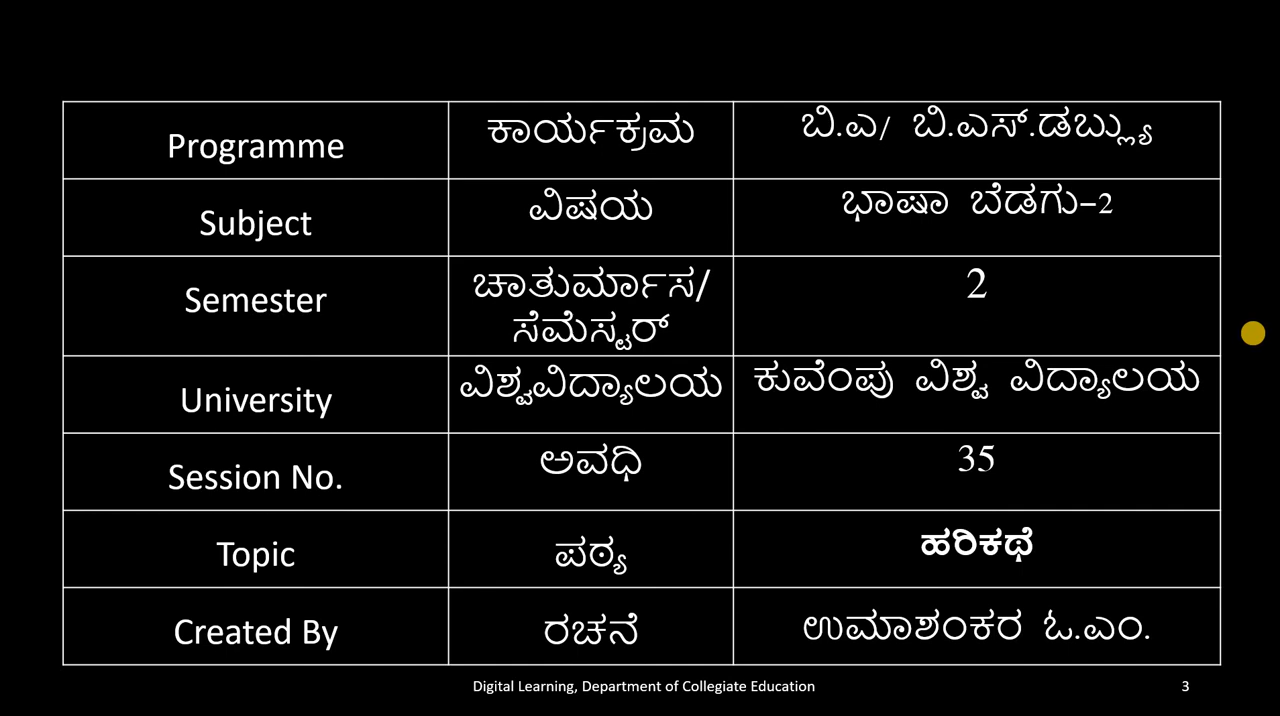 Programme ಕಾರ್ಯಕ್ರಮ ಬಿ.ಎ/ ಬಿ.ಎಸ್.ಡಬ್ಲ್ಯು
Subject ವಿಷಯ ಭಾಷಾ ಬೆಡಗು-2
Semester ಚಾತುರ್ಮಾಸ/ 2
ಸೆಮೆಸ್ಟರ್
University ವಿಶ್ವವಿದ್ಯಾಲಯ ಕುವೆಂಪು ವಿಶ್ವ ವಿದ್ಯಾಲಯ
Session No. ಅವಧಿ 35
Topic ಪಠ್ಯ ಹರಿಕಥೆ
Created By ರಚನೆ ಉಮಾಶಂಕರ ಓ.ಎಂ.
Digital Learning, Department of Collegiate Education 3